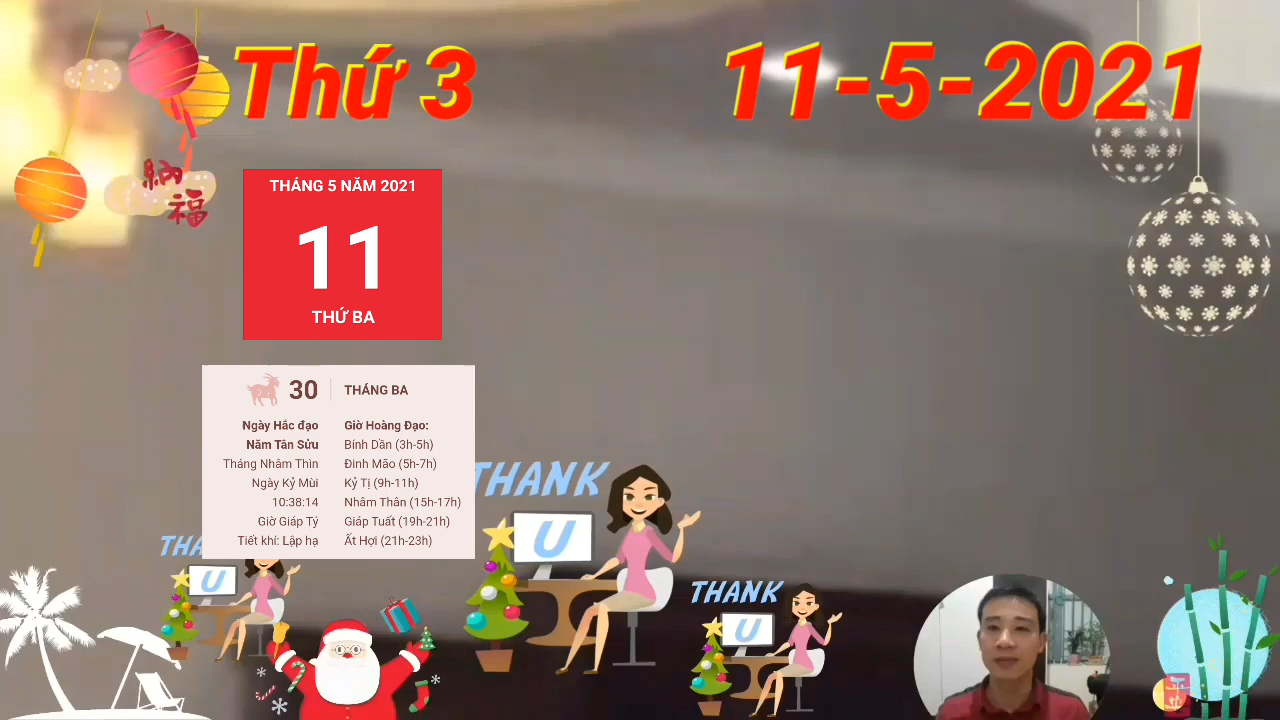 Thứ 3
11-5-2021
納
福
THÁNG 5 NĂM 2021
11
THỨ BA
30
THÁNG BA
Ngày Hắc đạo
Năm Tân Sửu
Tháng Nhâm Thìn
Ngày Kỷ Mùi
10:38:14
Giờ Giáp Tý
Tiết khí: Lập hạ
Giờ Hoàng Đạo:
Bính Dần (3h-5h)
Đinh Mão (5h-7h)
Kỷ Tị (9h-11h)
Nhâm Thân (15h-17h)
Giáp Tuất (19h-21h)
Ất Hợi (21h-23h)
THANK
U
THA
U
THANK
U